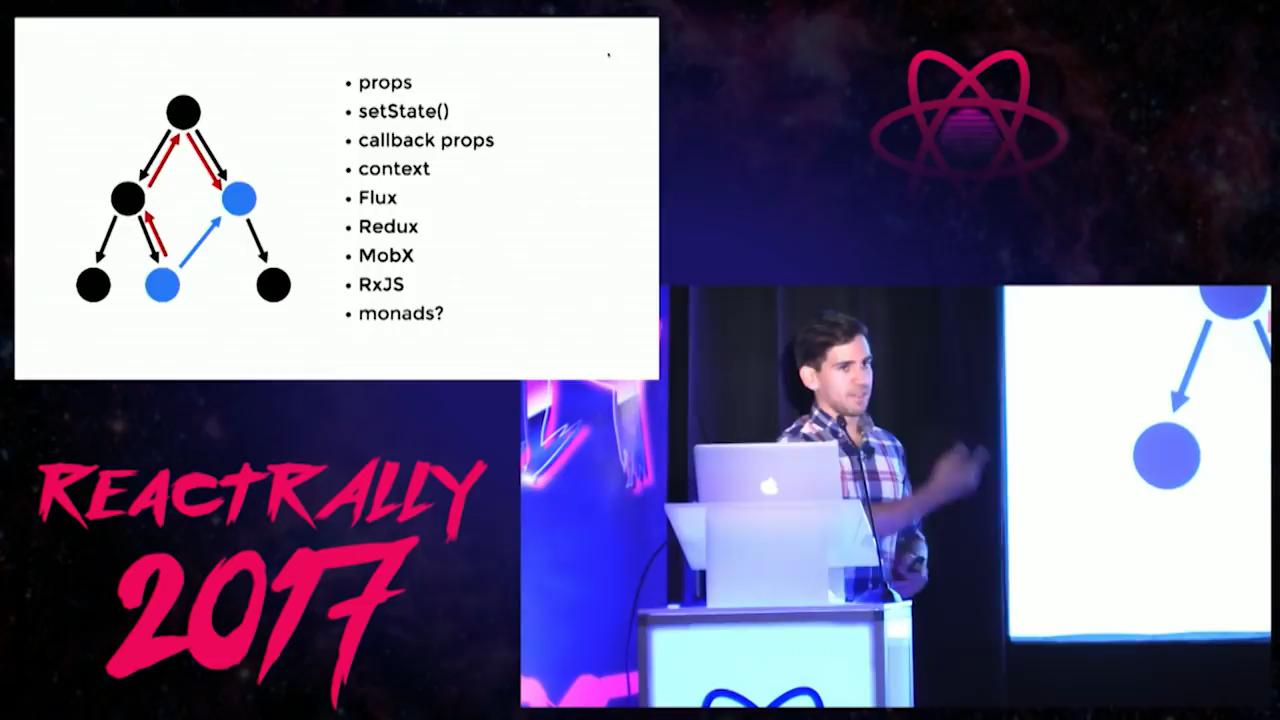 • props
• setState()
• callback props
• context
• Flux
• Redux
• MobX
• RxJS
• monads?
REACTRALLY
2017